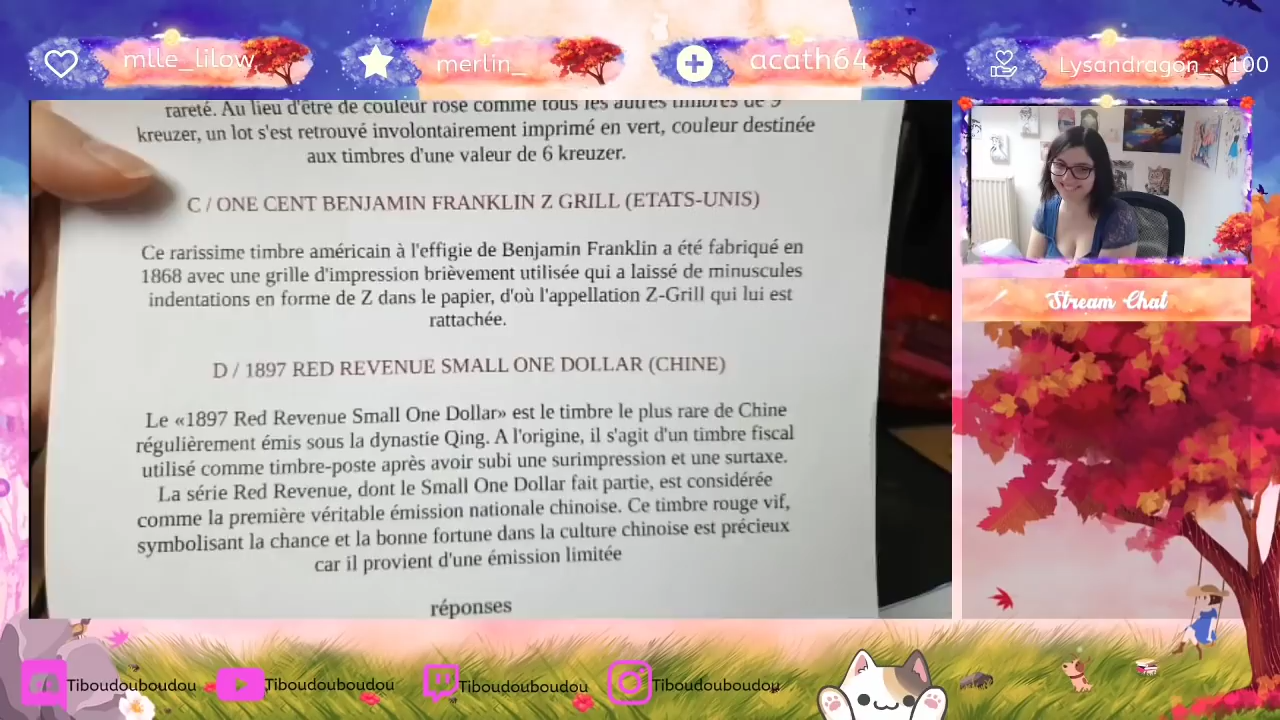 mlle_lilow
merlin_
acath64
Lysandragon_ 100
rareté. Au lieu d'être de couleur rose comme tous les autres timbres de 9
kreuzer, un lot s'est retrouvé involontairement imprimé en vert, couleur destinée
aux timbres d'une valeur de 6 kreuzer.
C / ONE CENT BENJAMIN FRANKLIN Z GRILL (ETATS-UNIS)
Ce rarissime timbre américain à l'effigie de Benjamin Franklin a été fabriqué en
1868 avec une grille d'impression brièvement utilisée qui a laissé de minuscules
indentations en forme de Z dans le papier, d'où l'appellation Z-Grill qui lui est
rattachée.
D / 1897 RED REVENUE SMALL ONE DOLLAR (CHINE)
Le «1897 Red Revenue Small One Dollar» est le timbre le plus rare de Chine
régulièrement émis sous la dynastie Qing. A l'origine, il s'agit d'un timbre fiscal
utilisé comme timbre-poste après avoir subi une surimpression et une surtaxe.
La série Red Revenue, dont le Small One Dollar fait partie, est considérée
comme la première véritable émission nationale chinoise. Ce timbre rouge vif,
symbolisant la chance et la bonne fortune dans la culture chinoise est précieux
car il provient d'une émission limitée
réponses
Stream Chat
Tiboudouboudou
Tiboudouboudou
Tiboudouboudou
Tiboudouboudou